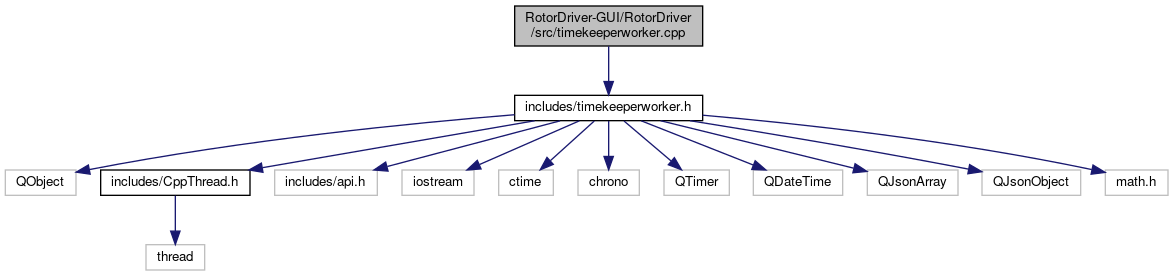 RotorDriver-GUI/RotorDriver
/src/timekeeperworker.cpp
includes/timekeeperworker.h
QObject
includes/CppThread.h
includes/api.h
iostream
ctime
chrono
QTimer
QDateTime
QJsonArray
QJsonObject
math.h
thread